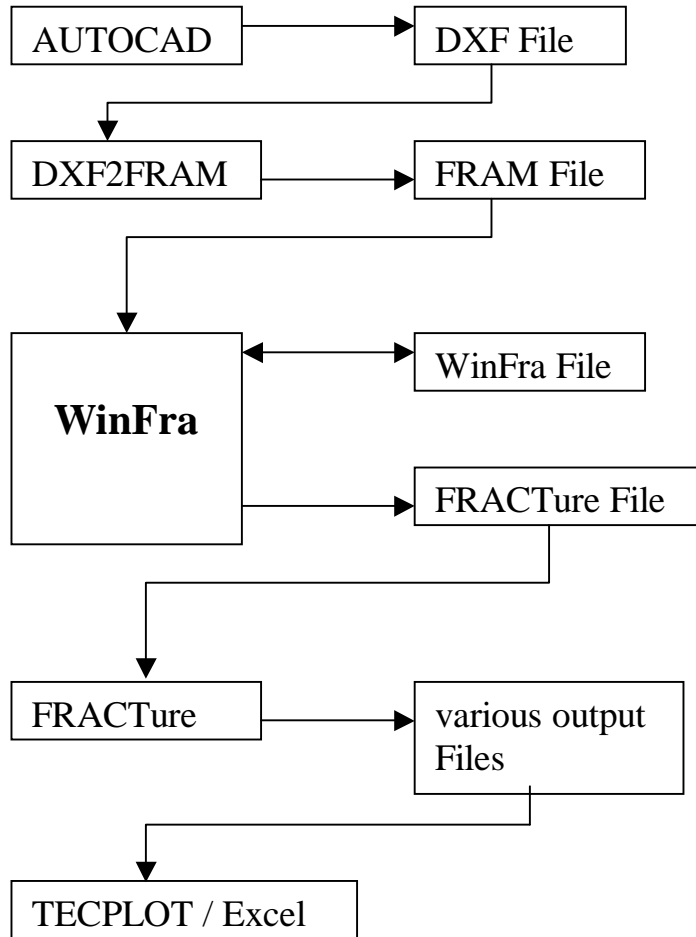 AUTOCAD
DXF File
DXF2FRAM
FRAM File
WinFra
WinFra File
FRACTure File
FRACTure
various output
Files
TECPLOT / Excel